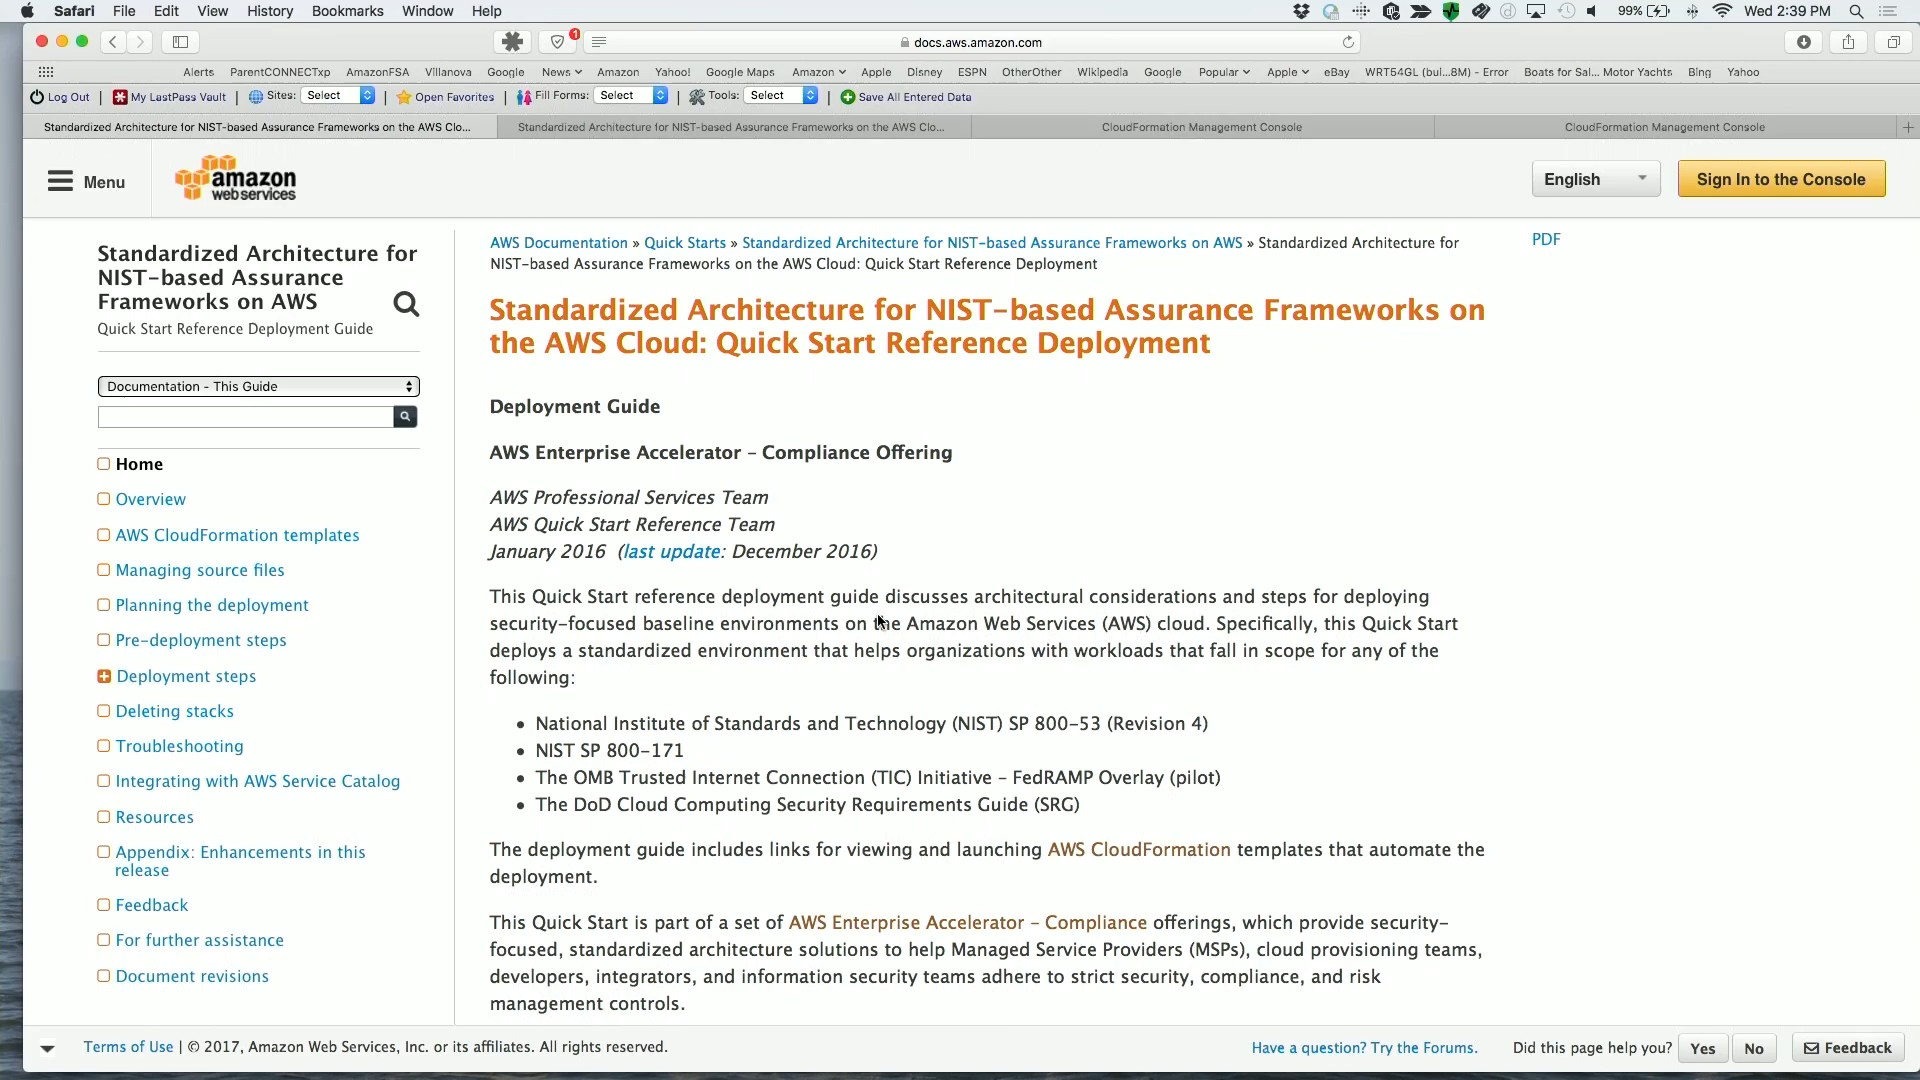 Safari File Edit View History Bookmarks Window Help 99% Wed 2:39 PM
1
docs.aws.amazon.com
Alerts ParentCONNECTxp AmazonFSA Villanova Google News Amazon Yahoo! Google Maps Amazon Apple Disney ESPN OtherOther Wikipedia Google Popular Apple eBay WRT54GL (bul...8M) - Error Boats for Sal... Motor Yachts Bing Yahoo
Log Out | My LastPass Vault | Sites: Select | Open Favorites | Fill Forms: Select | Tools: Select | Save All Entered Data
Standardized Architecture for NIST-based Assurance Frameworks on the AWS Clo... Standardized Architecture for NIST-based Assurance Frameworks on the AWS Clo... CloudFormation Management Console CloudFormation Management Console
Menu
amazon
web services
English
Sign In to the Console
Standardized Architecture for
NIST-based Assurance
Frameworks on AWS
Quick Start Reference Deployment Guide
Documentation - This Guide
Home
Overview
AWS CloudFormation templates
Managing source files
Planning the deployment
Pre-deployment steps
Deployment steps
Deleting stacks
Troubleshooting
Integrating with AWS Service Catalog
Resources
Appendix: Enhancements in this
release
Feedback
For further assistance
Document revisions
AWS Documentation » Quick Starts » Standardized Architecture for NIST-based Assurance Frameworks on AWS » Standardized Architecture for
NIST-based Assurance Frameworks on the AWS Cloud: Quick Start Reference Deployment
PDF
Standardized Architecture for NIST-based Assurance Frameworks on
the AWS Cloud: Quick Start Reference Deployment
Deployment Guide
AWS Enterprise Accelerator – Compliance Offering
AWS Professional Services Team
AWS Quick Start Reference Team
January 2016 (last update: December 2016)
This Quick Start reference deployment guide discusses architectural considerations and steps for deploying
security-focused baseline environments on the Amazon Web Services (AWS) cloud. Specifically, this Quick Start
deploys a standardized environment that helps organizations with workloads that fall in scope for any of the
following:
• National Institute of Standards and Technology (NIST) SP 800-53 (Revision 4)
• NIST SP 800-171
• The OMB Trusted Internet Connection (TIC) Initiative – FedRAMP Overlay (pilot)
• The DoD Cloud Computing Security Requirements Guide (SRG)
The deployment guide includes links for viewing and launching AWS CloudFormation templates that automate the
deployment.
This Quick Start is part of a set of AWS Enterprise Accelerator – Compliance offerings, which provide security-
focused, standardized architecture solutions to help Managed Service Providers (MSPs), cloud provisioning teams,
developers, integrators, and information security teams adhere to strict security, compliance, and risk
management controls.
Terms of Use | © 2017, Amazon Web Services, Inc. or its affiliates. All rights reserved.
Have a question? Try the Forums. Did this page help you? Yes No Feedback